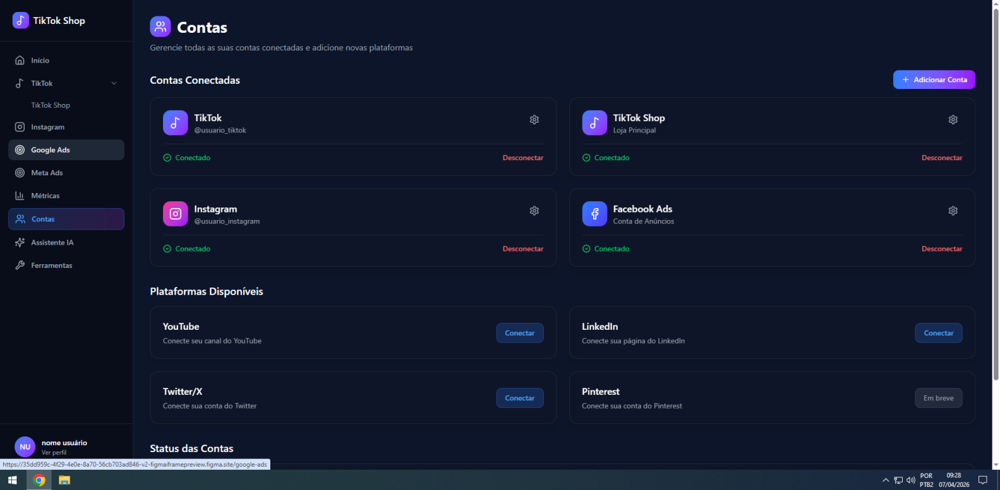 TikTok Shop
Início
TikTok
TikTok Shop
Instagram
Google Ads
Meta Ads
Métricas
Contas
Assistente IA
Ferramentas
NU
nome usuário
Ver perfil
Contas
Gerencie todas as suas contas conectadas e adicione novas plataformas
Contas Conectadas
+ Adicionar Conta
TikTok
@usuario_tiktok
Conectado
Desconectar
TikTok Shop
Loja Principal
Conectado
Desconectar
Instagram
@usuario_instagram
Conectado
Desconectar
Facebook Ads
Conta de Anúncios
Conectado
Desconectar
Plataformas Disponíveis
YouTube
Conecte seu canal do YouTube
Conectar
LinkedIn
Conecte sua página do LinkedIn
Conectar
Twitter/X
Conecte sua conta do Twitter
Conectar
Pinterest
Conecte sua conta do Pinterest
Em breve
Status das Contas
https://35dd959c-4f29-4e0e-8a70-56cb703ad846-v2-figmaiframepreview.figma.site/google-ads
POR
PTB2
09:28
07/04/2026